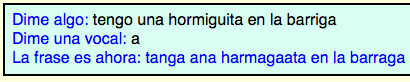 Dime algo: tengo una hormiguita en la barriga
Dime una vocal: a
La frase es ahora: tanga ana harmagaata en la barraga